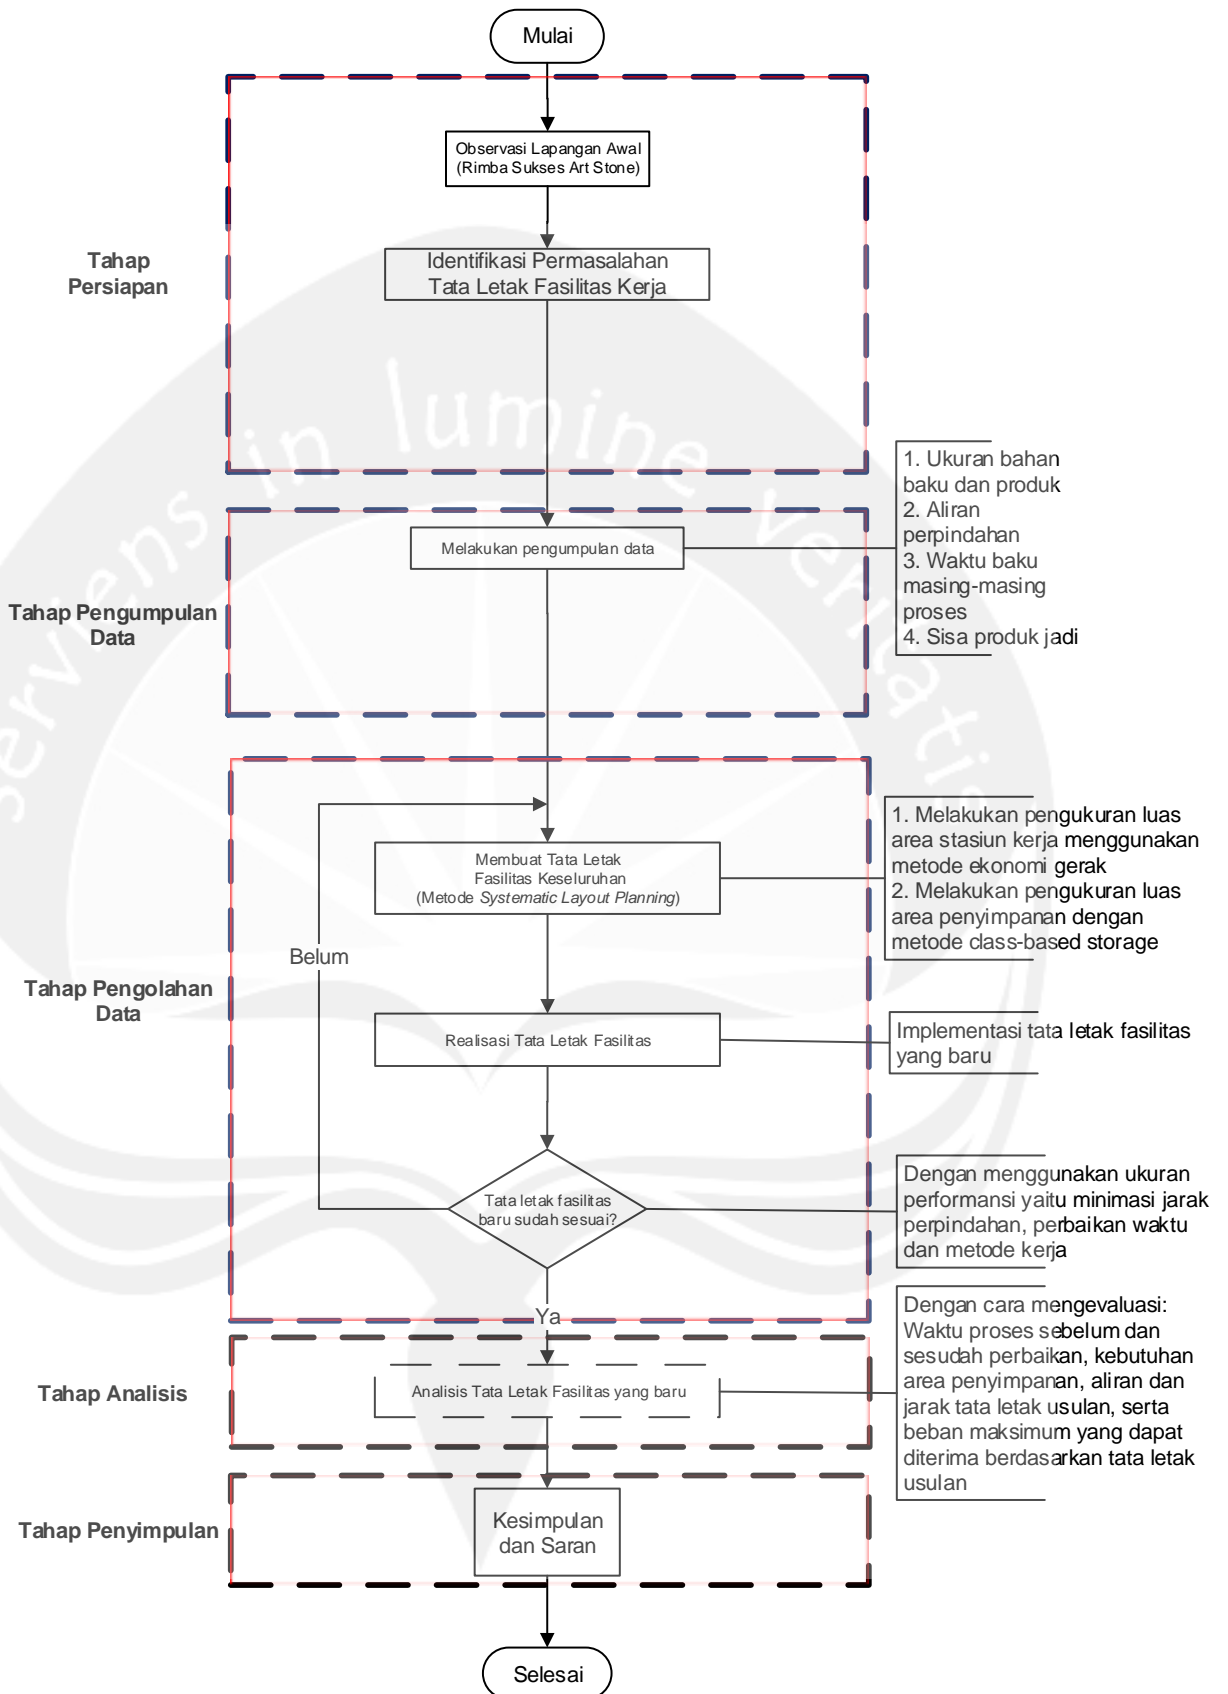 Mulai
Observasi Lapangan Awal
(Rimba Sukses Art Stone)
Tahap
Persiapan
Identifikasi Permasalahan
Tata Letak Fasilitas Kerja
serviens in lumine veritatis
Tahap Pengumpulan
Data
Melakukan pengumpulan data
1. Ukuran bahan
baku dan produk
2. Aliran
perpindahan
3. Waktu baku
masing-masing
proses
4. Sisa produk jadi
Tahap Pengolahan
Data
Membuat Tata Letak
Fasilitas Keseluruhan
(Metode Systematic Layout Planning)
1. Melakukan pengukuran luas
area stasiun kerja menggunakan
metode ekonomi gerak
2. Melakukan pengukuran luas
area penyimpanan dengan
metode class-based storage
Belum
Realisasi Tata Letak Fasilitas
Implementasi tata letak fasilitas
yang baru
Tata letak fasilitas
baru sudah sesuai?
Dengan menggunakan ukuran
performansi yaitu minimasi jarak
perpindahan, perbaikan waktu
dan metode kerja
Ya
Tahap Analisis
Analisis Tata Letak Fasilitas yang baru
Dengan cara mengevaluasi:
Waktu proses sebelum dan
sesudah perbaikan, kebutuhan
area penyimpanan, aliran dan
jarak tata letak usulan, serta
beban maksimum yang dapat
diterima berdasarkan tata letak
usulan
Tahap Penyimpulan
Kesimpulan
dan Saran
Selesai